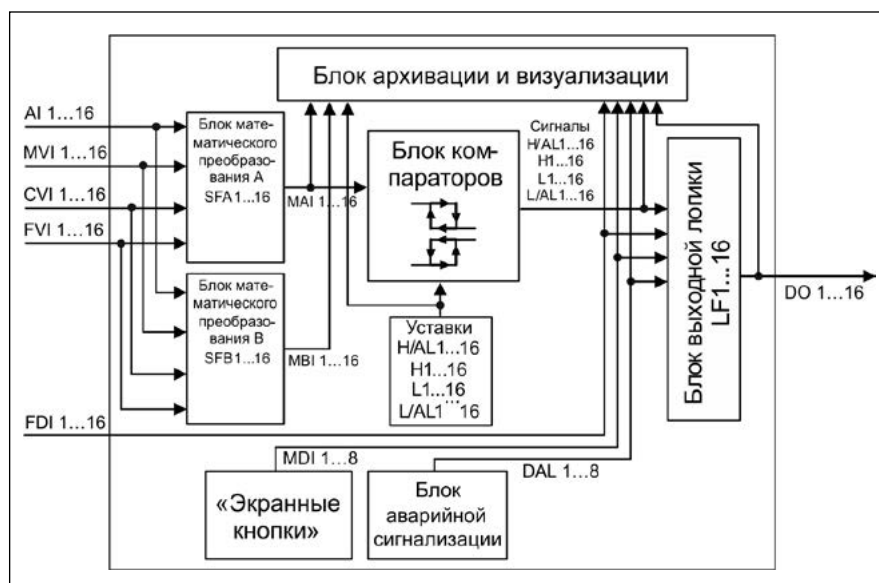 Блок архивации и визуализации
AI 1...16
MVI 1...16
CVI 1...16
FVI 1...16
FDI 1...16
Блок мате-
матического
преобразо-
вания A
SFA1...16
MAI 1...16
Блок мате-
матического
преобразо-
вания B
SFB1...16
MBI 1...16
Блок ком-
параторов
Сигналы
H/AL1...16
H1...16
L1...16
L/AL1...16
Уставки
H/AL1...16
H1...16
L1...16
L/AL1...16
Блок выходной логики
LF1...16
DO 1...16
MDI 1...8
DAL 1...8
«Экранные
кнопки»
Блок
аварийной
сигнализации